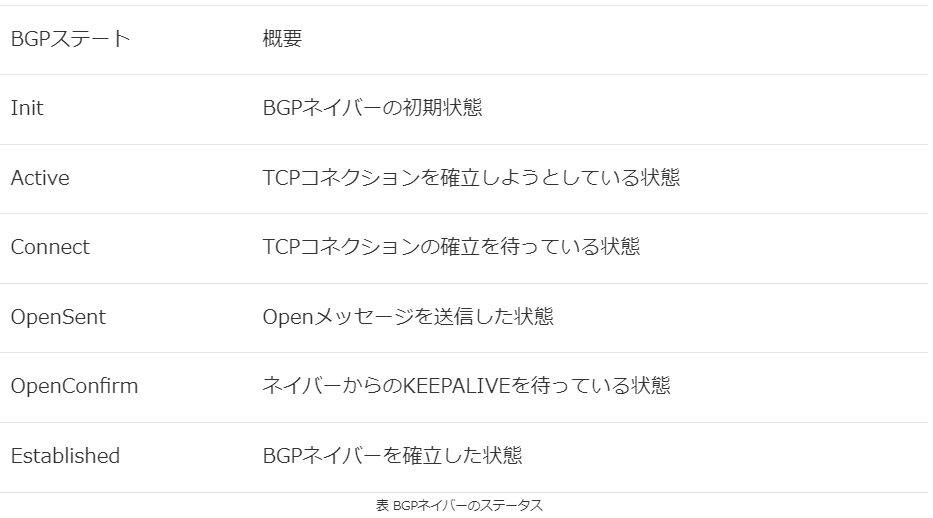 BGPステート 概要
Init BGPネイバーの初期状態
Active TCPコネクションを確立しようとしている状態
Connect TCPコネクションの確立を待っている状態
OpenSent Openメッセージを送信した状態
OpenConfirm ネイバーからのKEEPALIVEを待っている状態
Established BGPネイバーを確立した状態
表 BGPネイバーのステータス